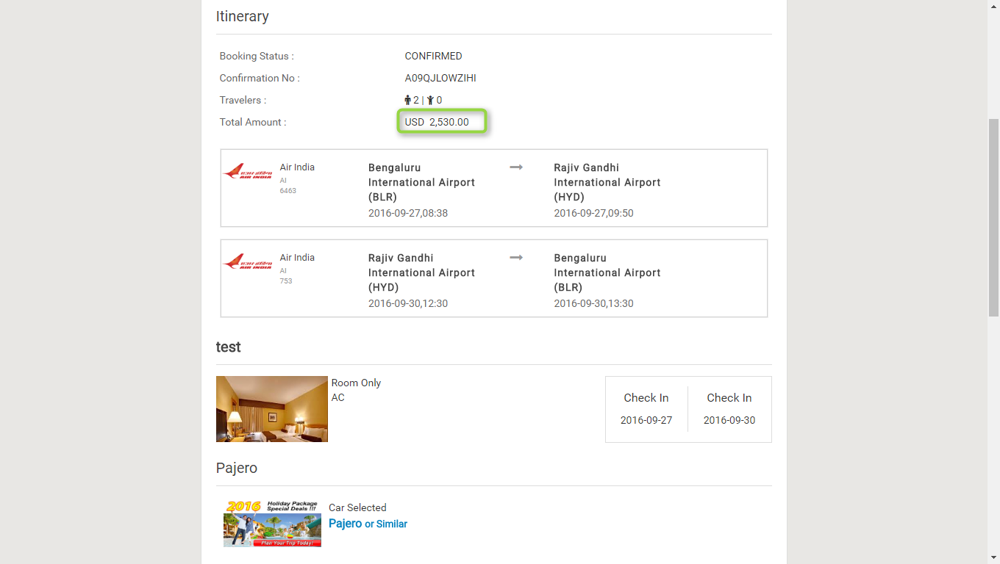 Itinerary
Booking Status : CONFIRMED
Confirmation No : A09QJLOWZIHI
Travelers : 2 | 0
Total Amount : USD 2,530.00
AIR INDIA
Air India
AI
6463
Bengaluru
International Airport
(BLR)
2016-09-27,08:38
Rajiv Gandhi
International Airport
(HYD)
2016-09-27,09:50
AIR INDIA
Air India
AI
753
Rajiv Gandhi
International Airport
(HYD)
2016-09-30,12:30
Bengaluru
International Airport
(BLR)
2016-09-30,13:30
test
Room Only
AC
Check In
2016-09-27
Check In
2016-09-30
Pajero
2016 Holiday Package
Special Deals !!!
Plan Your Trip Today!
Car Selected
Pajero or Similar